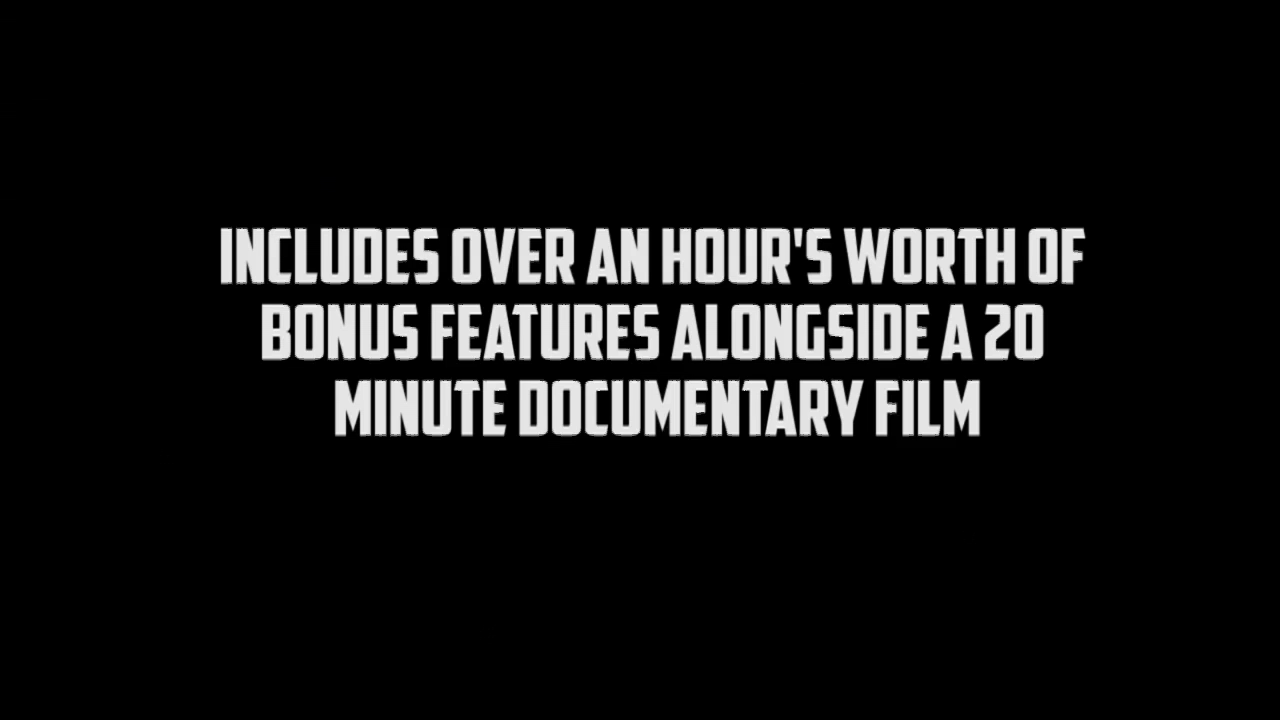 INCLUDES OVER AN HOUR'S WORTH OF
BONUS FEATURES ALONGSIDE A 20
MINUTE DOCUMENTARY FILM